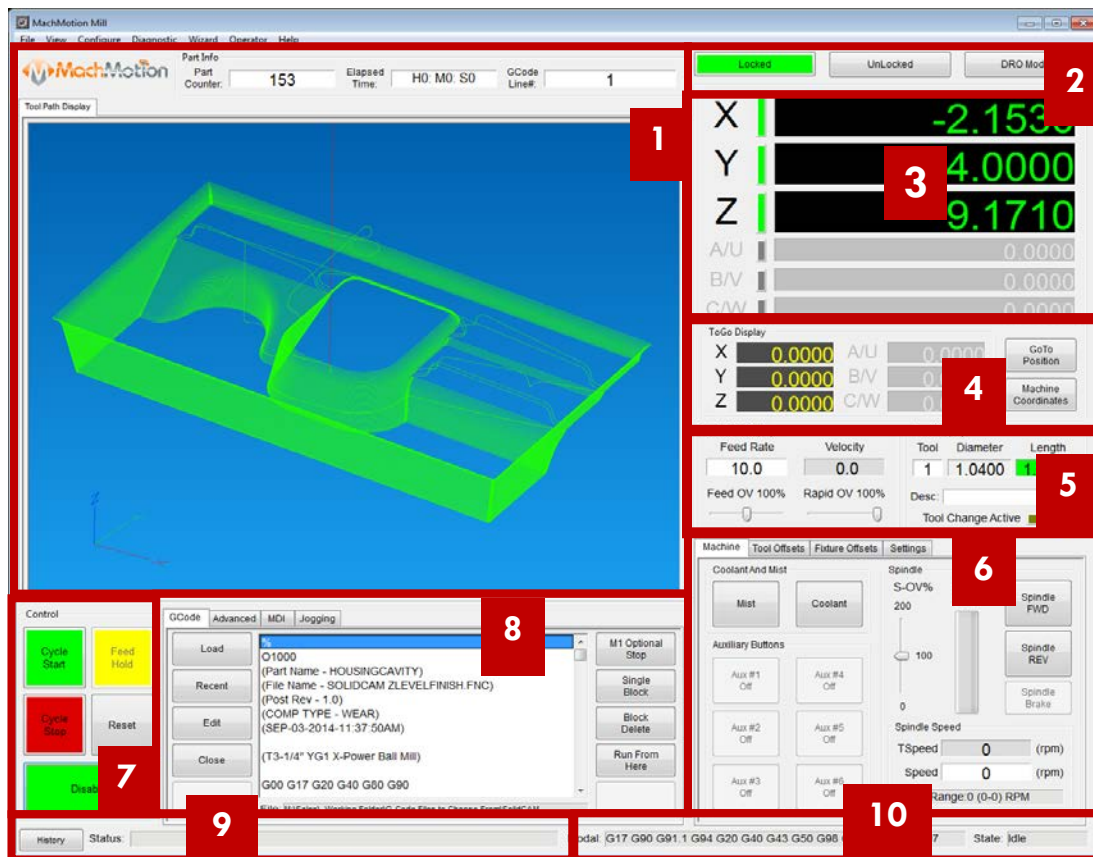 MachMotion Mill
File View Configure Diagnostic Wizard Operator Help
MachMotion
Part Info
Part Counter: 153
Elapsed Time: H0: M0: S0
GCode Line#: 1
Locked
UnLocked
DRO
2
Tool Path Display
1
X -2.153
Y 4.0000
Z 9.1710
3
A/U 0.0000
B/V 0.0000
C/W 0.0000
ToGo Display
X 0.0000 A/U 0.0000
Y 0.0000 B/V
Z 0.0000 C/W
GoTo Position
Machine Coordinates
4
Feed Rate
Velocity
Tool
Diameter
Length
10.0
0.0
1
1.0400
1.
Feed OV 100%
Rapid OV 100%
Desc:
Tool Change Active
5
Machine
Tool Offsets
Fixture Offsets
Settings
6
Coolant And Mist
Mist
Coolant
Auxiliary Buttons
Aux #1 Off
Aux #4 Off
Aux #2 Off
Aux #5 Off
Aux #3 Off
Aux #6 Off
Spindle
S-OV%
200
100
0
Spindle FWD
Spindle REV
Spindle Brake
Spindle Speed
TSpeed 0 (rpm)
Speed 0 (rpm)
Range:0 (0-0) RPM
Control
Cycle Start
Feed Hold
Cycle Stop
Reset
7
GCode
Advanced
MDI
Jogging
8
Load
Recent
Edit
Close
%
O1000
(Part Name - HOUSINGCAVITY)
(File Name - SOLIDCAM ZLEVELFINISH.FNC)
(Post Rev - 1.0)
(COMP TYPE - WEAR)
(SEP-03-2014-11:37:50AM)
(T3-1/4" YG1 X-Power Ball Mill)
G00 G17 G20 G40 G80 G90
M1 Optional Stop
Single Block
Block Delete
Run From Here
9
History
Status:
10
G17 G90 G91.1 G94 G20 G40 G43 G50 G98
State: Idle